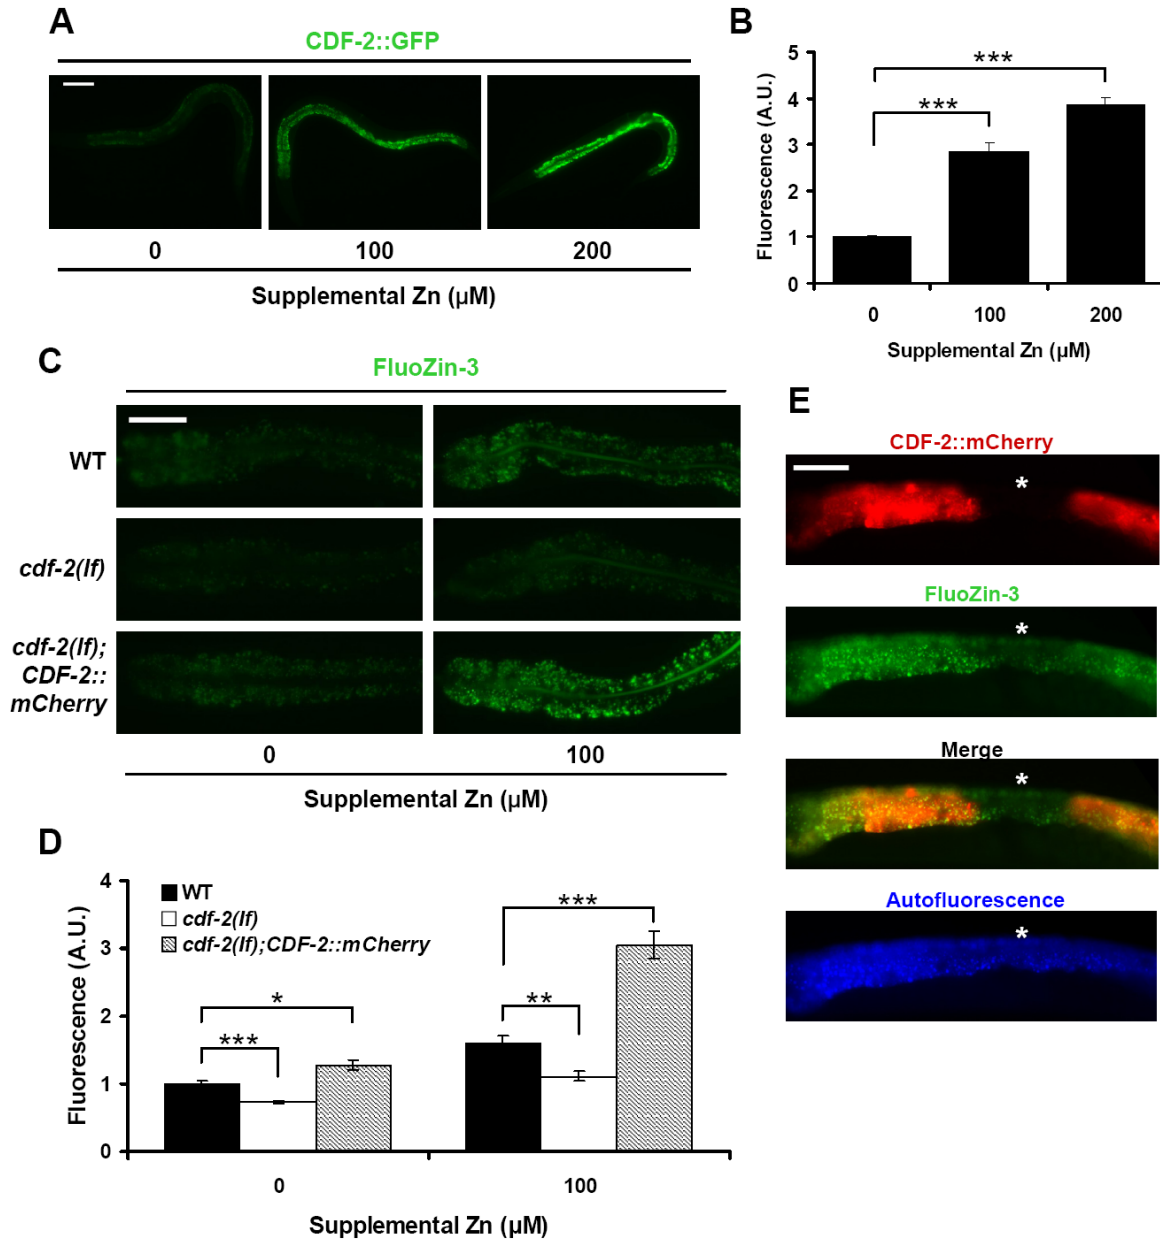 A
CDF-2::GFP
0 100 200
Supplemental Zn (µM)
B
Fluorescence (A.U.)
5
4
3
2
1
0
***
***
0 100 200
Supplemental Zn (µM)
C
FluoZin-3
WT
cdf-2(lf)
cdf-2(lf);
CDF-2::
mCherry
0 100
Supplemental Zn (µM)
D
Fluorescence (A.U.)
4
3
2
1
0
WT
cdf-2(lf)
cdf-2(lf);CDF-2::mCherry
***
*
**
***
0 100
Supplemental Zn (µM)
E
CDF-2::mCherry
*
FluoZin-3
*
Merge
*
Autofluorescence
*